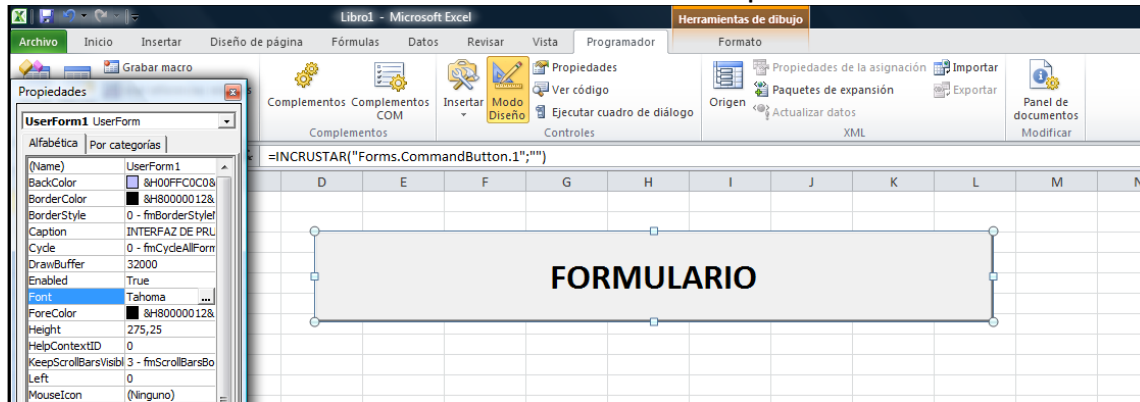 Libro1 - Microsoft Excel
Herramientas de dibujo
Archivo Inicio Insertar Diseño de página Fórmulas Datos Revisar Vista Programador Formato
Grabar macro
Complementos
Complementos COM
Complementos
Insertar
Modo Diseño
Propiedades
Ver código
Ejecutar cuadro de diálogo
Controles
Origen
Propiedades de la asignación
Paquetes de expansión
Actualizar datos
Importar
Exportar
XML
Panel de documentos
Modificar
=INCRUSTAR("Forms.CommandButton.1";"")
D E F G H I J K L M N
FORMULARIO
Propiedades
UserForm1 UserForm
Alfabética Por categorías
(Name) UserForm1
BackColor &H00FFC0C0&
BorderColor &H80000012&
BorderStyle 0 - fmBorderStyle
Caption INTERFAZ DE PRU
Cycle 0 - fmCycleAllForm
DrawBuffer 32000
Enabled True
Font Tahoma ...
ForeColor &H80000012&
Height 275,25
HelpContextID 0
KeepScrollBarsVisibl 3 - fmScrollBarsBo
Left 0
MouseIcon (Ninguno)